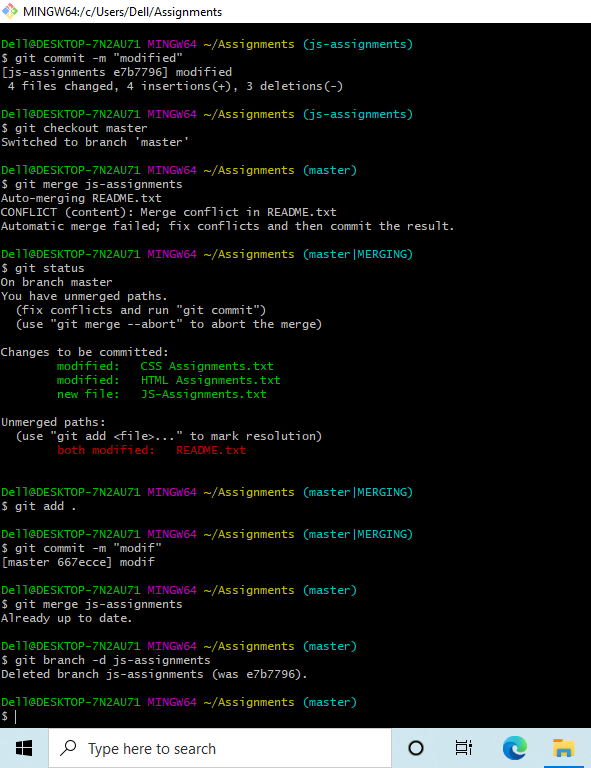 MINGW64:/c/Users/Dell/Assignments
Dell@DESKTOP-7N2AU71 MINGW64 ~/Assignments (js-assignments)
$ git commit -m "modified"
[js-assignments e7b7796] modified
 4 files changed, 4 insertions(+), 3 deletions(-)
Dell@DESKTOP-7N2AU71 MINGW64 ~/Assignments (js-assignments)
$ git checkout master
Switched to branch 'master'
Dell@DESKTOP-7N2AU71 MINGW64 ~/Assignments (master)
$ git merge js-assignments
Auto-merging README.txt
CONFLICT (content): Merge conflict in README.txt
Automatic merge failed; fix conflicts and then commit the result.
Dell@DESKTOP-7N2AU71 MINGW64 ~/Assignments (master|MERGING)
$ git status
On branch master
You have unmerged paths.
  (fix conflicts and run "git commit")
  (use "git merge --abort" to abort the merge)
Changes to be committed:
        modified:   CSS Assignments.txt
        modified:   HTML Assignments.txt
        new file:   JS-Assignments.txt
Unmerged paths:
  (use "git add <file>..." to mark resolution)
        both modified:   README.txt
Dell@DESKTOP-7N2AU71 MINGW64 ~/Assignments (master|MERGING)
$ git add .
Dell@DESKTOP-7N2AU71 MINGW64 ~/Assignments (master|MERGING)
$ git commit -m "modif"
[master 667ecce] modif
Dell@DESKTOP-7N2AU71 MINGW64 ~/Assignments (master)
$ git merge js-assignments
Already up to date.
Dell@DESKTOP-7N2AU71 MINGW64 ~/Assignments (master)
$ git branch -d js-assignments
Deleted branch js-assignments (was e7b7796).
Dell@DESKTOP-7N2AU71 MINGW64 ~/Assignments (master)
$
Type here to search